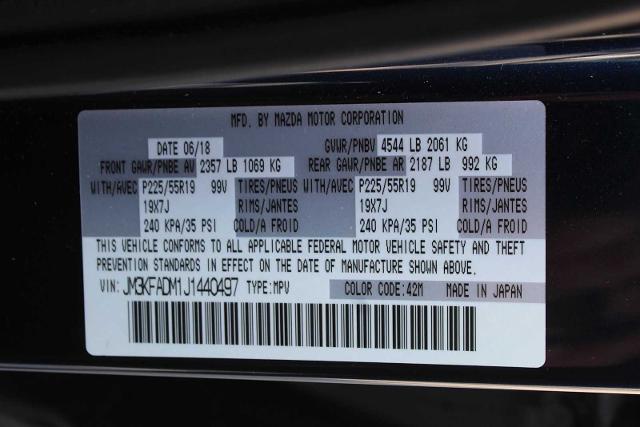 MFD. BY MAZDA MOTOR CORPORATION
DATE 06/18 GVWR/PNBV 4544 LB 2061 KG
FRONT GAWR/PNBE AV 2357 LB 1069 KG REAR GAWR/PNBE AR 2187 LB 992 KG
WITH/AVEC P225/55R19 99V TIRES/PNEUS WITH/AVEC P225/55R19 99V TIRES/PNEUS
19X7J RIMS/JANTES 19X7J RIMS/JANTES
240 KPA/35 PSI COLD/A FROID 240 KPA/35 PSI COLD/A FROID
THIS VEHICLE CONFORMS TO ALL APPLICABLE FEDERAL MOTOR VEHICLE SAFETY AND THEFT
PREVENTION STANDARDS IN EFFECT ON THE DATE OF MANUFACTURE SHOWN ABOVE.
VIN: JM3KFADM1J1440497 TYPE:MPV COLOR CODE:42M MADE IN JAPAN